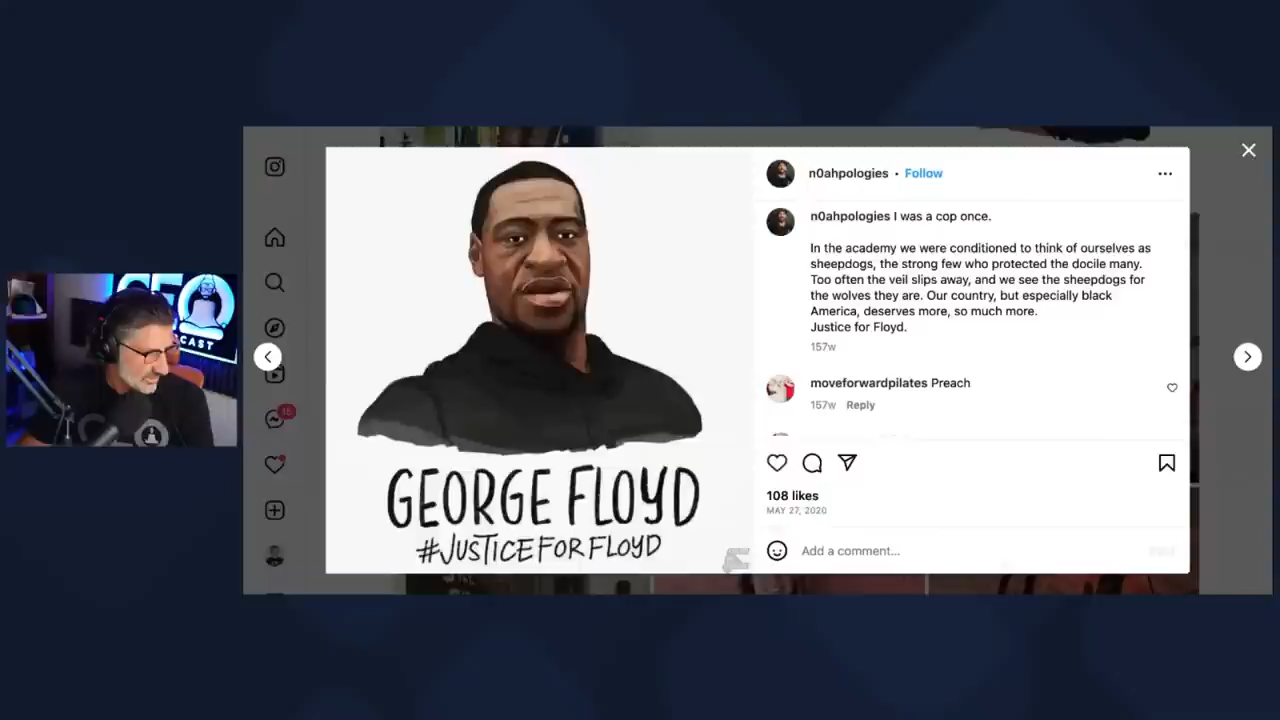 n0ahpologies • Follow
n0ahpologies I was a cop once.
In the academy we were conditioned to think of ourselves as
sheepdogs, the strong few who protected the docile many.
Too often the veil slips away, and we see the sheepdogs for
the wolves they are. Our country, but especially black
America, deserves more, so much more.
Justice for Floyd.
157w
moveforwardpilates Preach
157w Reply
108 likes
MAY 27, 2020
Add a comment...
GEORGE FLOYD
#JUSTICEFORFLOYD
CAST